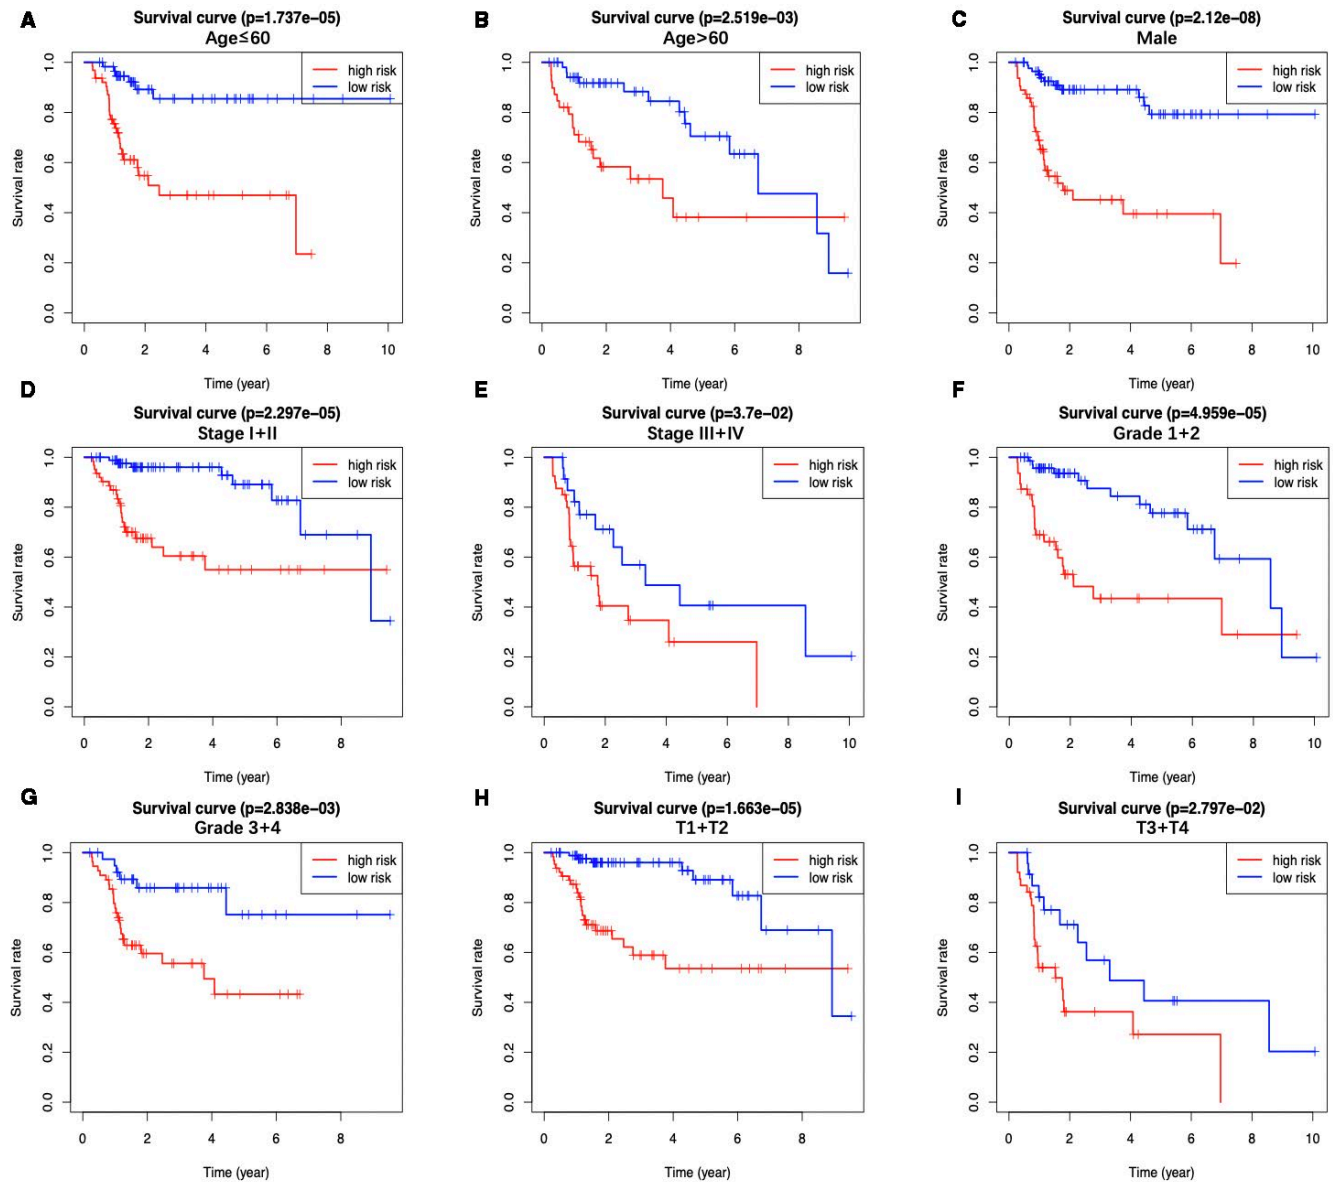 A
Survival curve (p=1.737e−05)
Age≤60
high risk
low risk
Survival rate
0.0 0.2 0.4 0.6 0.8 1.0
0 2 4 6 8 10
Time (year)
B
Survival curve (p=2.519e−03)
Age>60
high risk
low risk
Survival rate
0.0 0.2 0.4 0.6 0.8 1.0
0 2 4 6 8
Time (year)
C
Survival curve (p=2.12e−08)
Male
high risk
low risk
Survival rate
0.0 0.2 0.4 0.6 0.8 1.0
0 2 4 6 8 10
Time (year)
D
Survival curve (p=2.297e−05)
Stage I+II
high risk
low risk
Survival rate
0.0 0.2 0.4 0.6 0.8 1.0
0 2 4 6 8
Time (year)
E
Survival curve (p=3.7e−02)
Stage III+IV
high risk
low risk
Survival rate
0.0 0.2 0.4 0.6 0.8 1.0
0 2 4 6 8 10
Time (year)
F
Survival curve (p=4.959e−05)
Grade 1+2
high risk
low risk
Survival rate
0.0 0.2 0.4 0.6 0.8 1.0
0 2 4 6 8 10
Time (year)
G
Survival curve (p=2.838e−03)
Grade 3+4
high risk
low risk
Survival rate
0.0 0.2 0.4 0.6 0.8 1.0
0 2 4 6 8
Time (year)
H
Survival curve (p=1.663e−05)
T1+T2
high risk
low risk
Survival rate
0.0 0.2 0.4 0.6 0.8 1.0
0 2 4 6 8
Time (year)
I
Survival curve (p=2.797e−02)
T3+T4
high risk
low risk
Survival rate
0.0 0.2 0.4 0.6 0.8 1.0
0 2 4 6 8 10
Time (year)